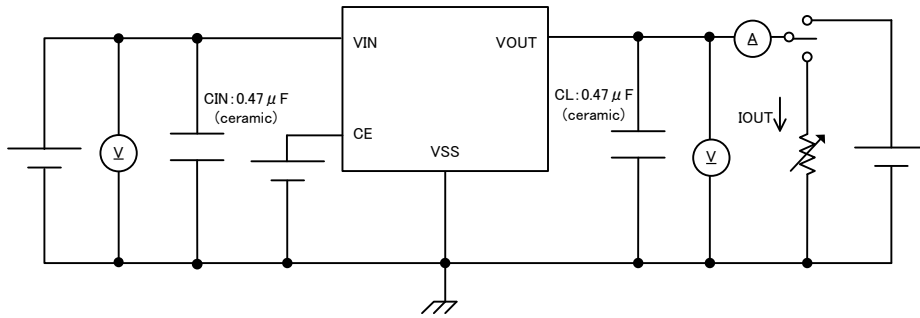 VIN
VOUT
A
CIN:0.47μF
(ceramic)
CL:0.47μF
(ceramic)
IOUT
CE
V
VSS
V